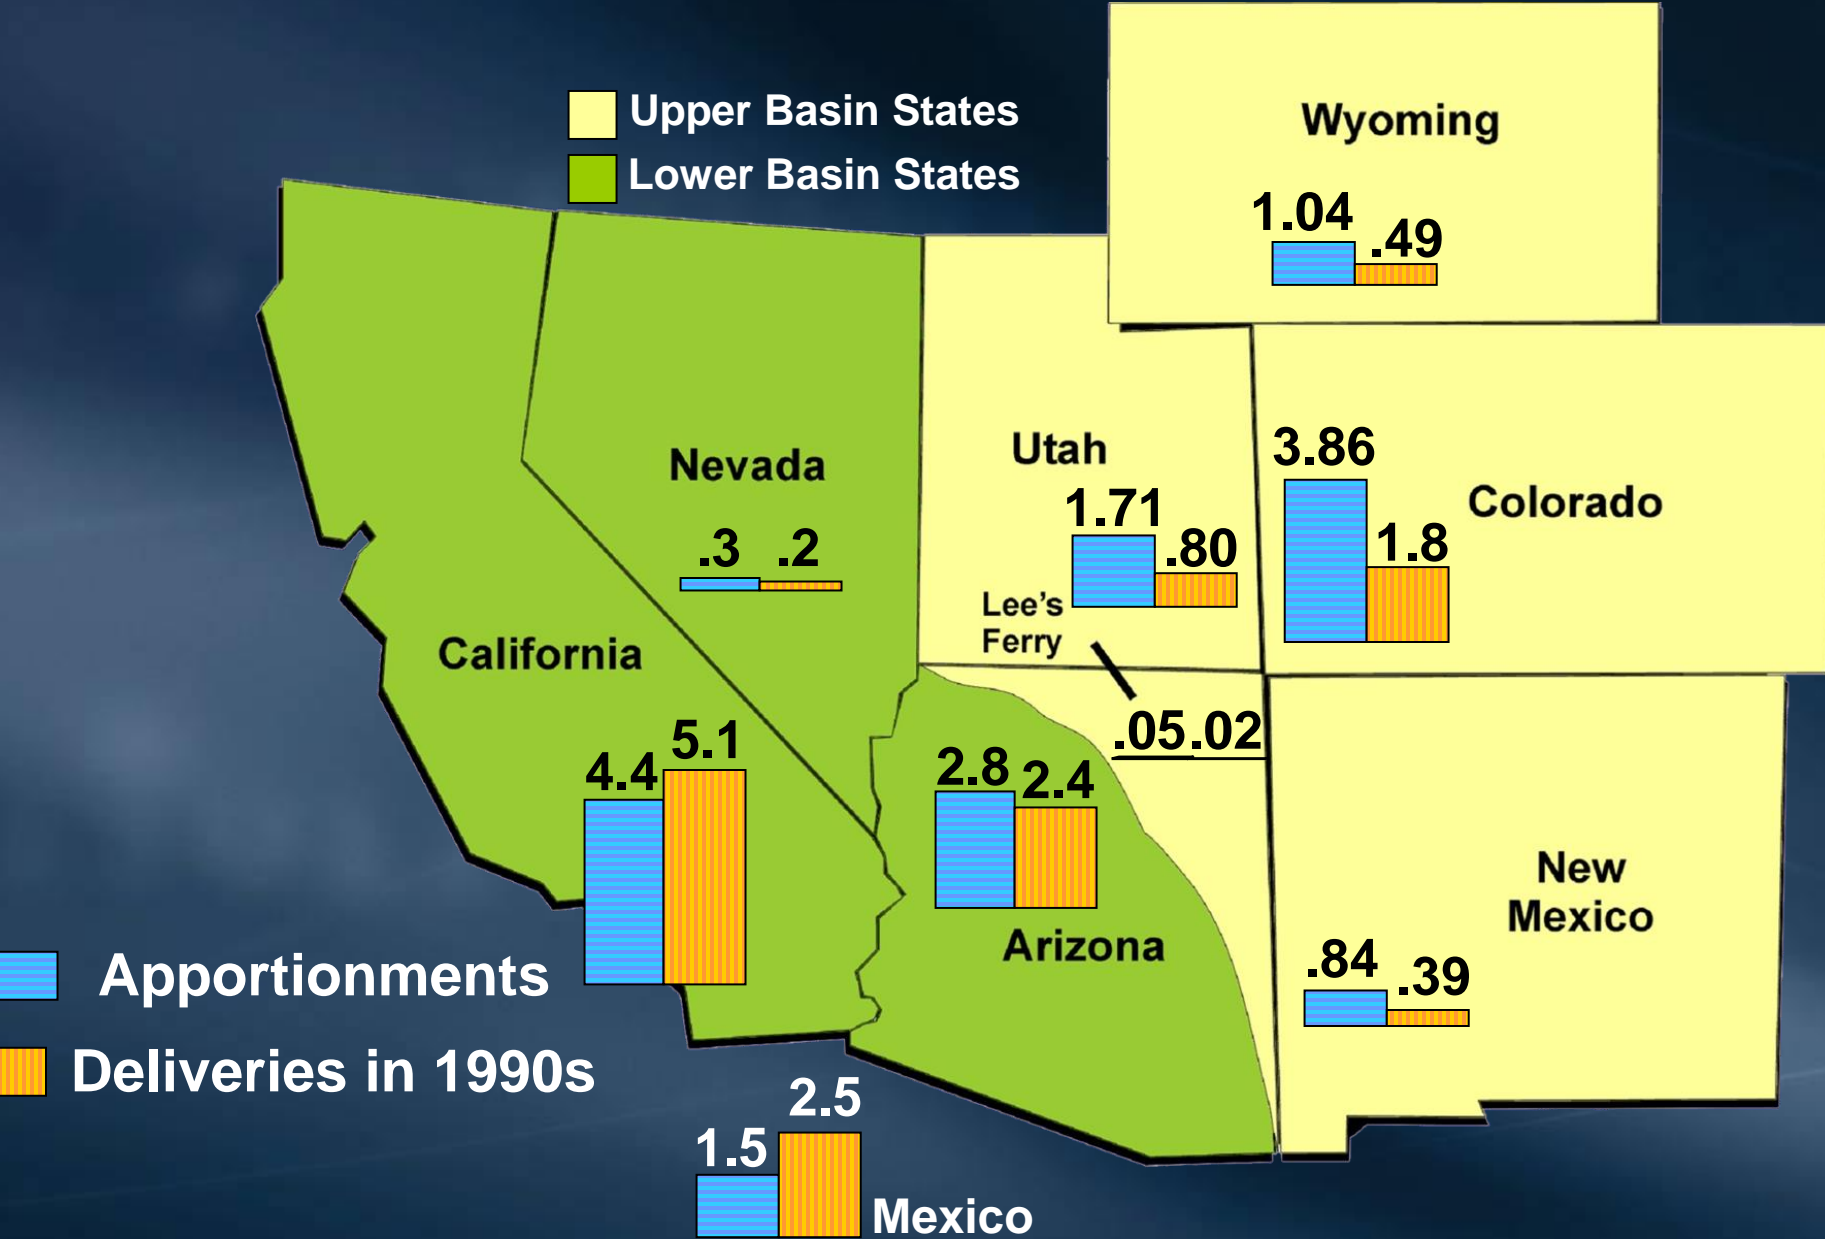 Upper Basin States
Lower Basin States
Wyoming
1.04 .49
Nevada
.3 .2
Utah
1.71 .80
Lee's
Ferry
3.86 1.8
Colorado
California
4.4 5.1
.05 .02
2.8 2.4
Arizona
New
Mexico
.84 .39
Apportionments
Deliveries in 1990s
1.5 2.5
Mexico